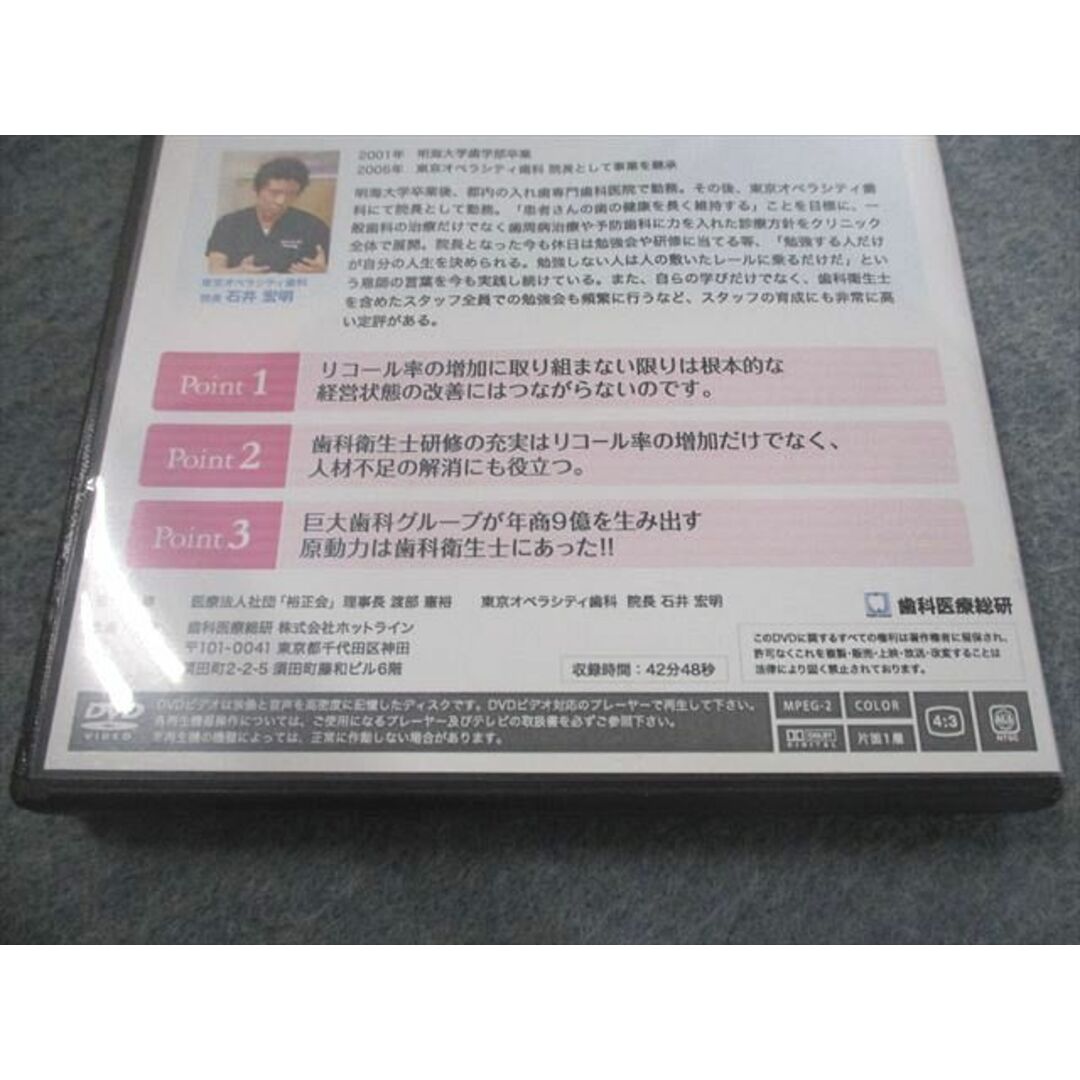 2001年 明海大学歯学部卒業
2006年 東京オペラシティ歯科 院長として事業を継承
明海大学卒業後、都内の入れ歯専門歯科医院で勤務。その後、東京オペラシティ歯
科にて院長として勤務。「患者さんの歯の健康を長く維持する」ことを目標に、一
般歯科の治療だけでなく歯周病治療や予防歯科に力を入れた診療方針をクリニック
全体で展開。院長となった今も休日は勉強会や研修に当てる等、「勉強する人だけ
が自分の人生を決められる。勉強しない人は人の敷いたレールに乗るだけだ」とい
う恩師の言葉を今も実践し続けている。また、自らの学びだけでなく、歯科衛生士
を含めたスタッフ全員での勉強会も頻繁に行うなど、スタッフの育成にも非常に高
い定評がある。
東京オペラシティ歯科
院長 石井 宏明
Point 1
リコール率の増加に取り組まない限りは根本的な
経営状態の改善にはつながらないのです。
Point 2
歯科衛生士研修の充実はリコール率の増加だけでなく、
人材不足の解消にも役立つ。
Point 3
巨大歯科グループが年商9億を生み出す
原動力は歯科衛生士にあった!!
医療法人社団「裕正会」理事長 渡部 憲裕 東京オペラシティ歯科 院長 石井 宏明
歯科医療総研 株式会社ホットライン
〒101-0041 東京都千代田区神田
須田町2-2-5 須田町藤和ビル6階
収録時間:42分48秒
歯科医療総研
このDVDに関するすべての権利は著作権者に留保され、
許可なくこれを複製・販売・上映・放送・改変することは
法律により固く禁止されております。
DVD
VIDEO
DVDビデオは映像と音声を高密度に記憶したディスクです。DVDビデオ対応のプレーヤーで再生して下さい。
各再生機器操作については、ご使用になるプレーヤー及びテレビの取扱書を必ずご参照下さい。
不再生機の機種によっては、正常に作動しない場合があります。
MPEG-2
COLOR
DOLBY
DIGITAL
片面1層
4:3
ALL
NTSC